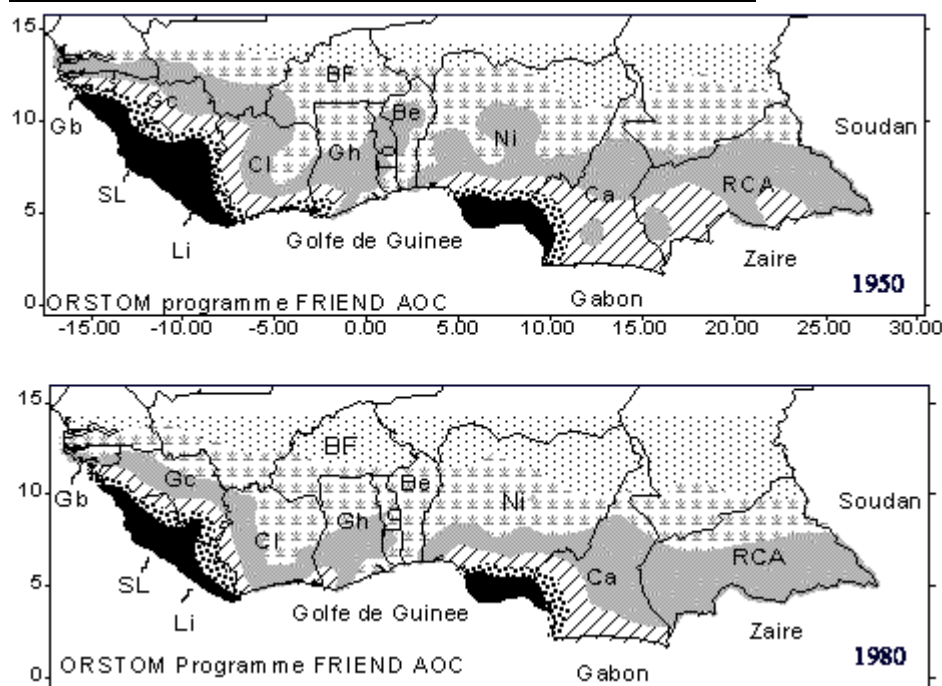 15
10
5
0
Gb
Gc
BF
Be
To
Gh
CI
Ni
Ca
RCA
Soudan
SL
Li
Golfe de Guinee
Gabon
Zaire
1950
ORSTOM programme FRIEND AOC
-15.00 -10.00 -5.00 0.00 5.00 10.00 15.00 20.00 25.00 30.00
15
10
5
0
Gb
Gc
BF
Be
To
Gh
CI
Ni
Ca
RCA
Soudan
SL
Li
Golfe de Guinee
Gabon
Zaire
1980
ORSTOM Programme FRIEND AOC